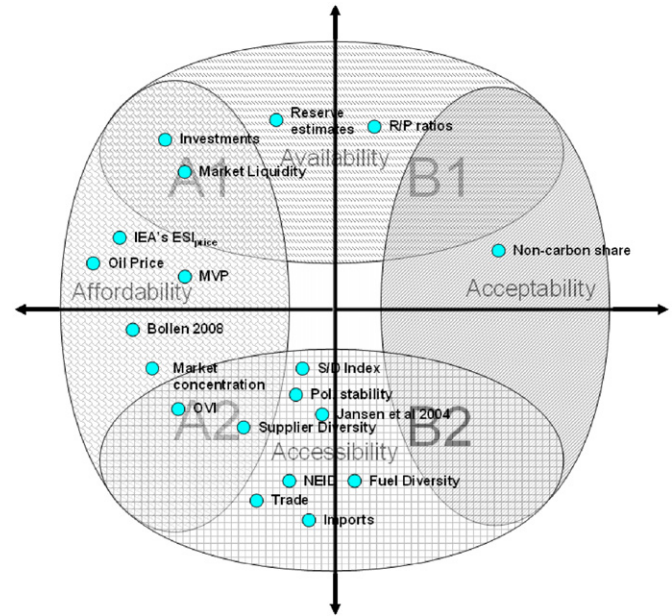 Reserve
estimates
R/P ratios
Investments
Availability
A1
Market Liquidity
B1
IEA's ESIprice
Non-carbon share
Oil Price
MVP
Affordability
Acceptability
Bollen 2008
Market
concentration
S/D Index
Pol. stability
OVI
A2
Jansen et al 2004
Supplier Diversity
B2
Accessibility
NEID
Fuel Diversity
Trade
Imports